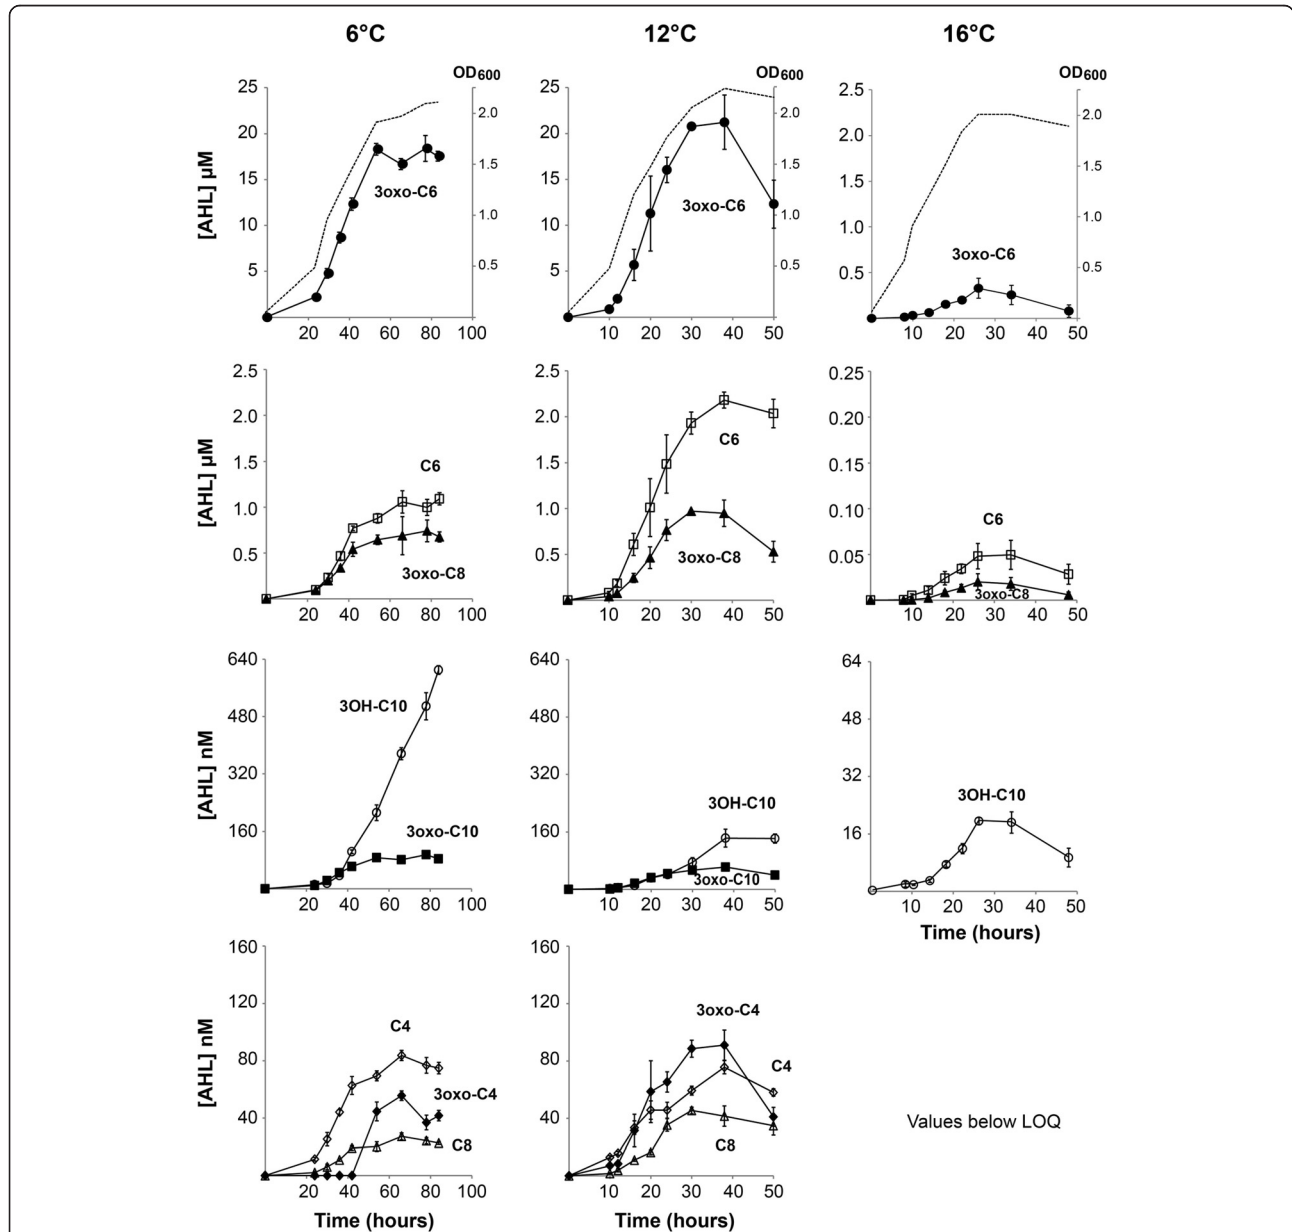 6°C 12°C 16°C
OD600 OD600
25 20 15 10 5
2.0 1.5 1.0 0.5
[AHL] µM
3oxo-C6
20 40 60 80 100
25 20 15 10 5
2.0 1.5 1.0 0.5
3oxo-C6
10 20 30 40 50
2.5 2.0 1.5 1.0 0.5
2.0 1.5 1.0 0.5
3oxo-C6
10 20 30 40 50
[AHL] µM
2.5 2.0 1.5 1.0 0.5
C6
3oxo-C8
20 40 60 80 100
2.5 2.0 1.5 1.0 0.5
C6
3oxo-C8
10 20 30 40 50
0.25 0.20 0.15 0.10 0.05
C6
3oxo-C8
10 20 30 40 50
[AHL] nM
640 480 320 160
3OH-C10
3oxo-C10
20 40 60 80 100
640 480 320 160
3OH-C10
3oxo-C10
10 20 30 40 50
64 48 32 16
3OH-C10
10 20 30 40 50
Time (hours)
[AHL] nM
160 120 80 40
C4
3oxo-C4
C8
20 40 60 80 100
Time (hours)
160 120 80 40
3oxo-C4
C4
C8
10 20 30 40 50
Time (hours)
Values below LOQ